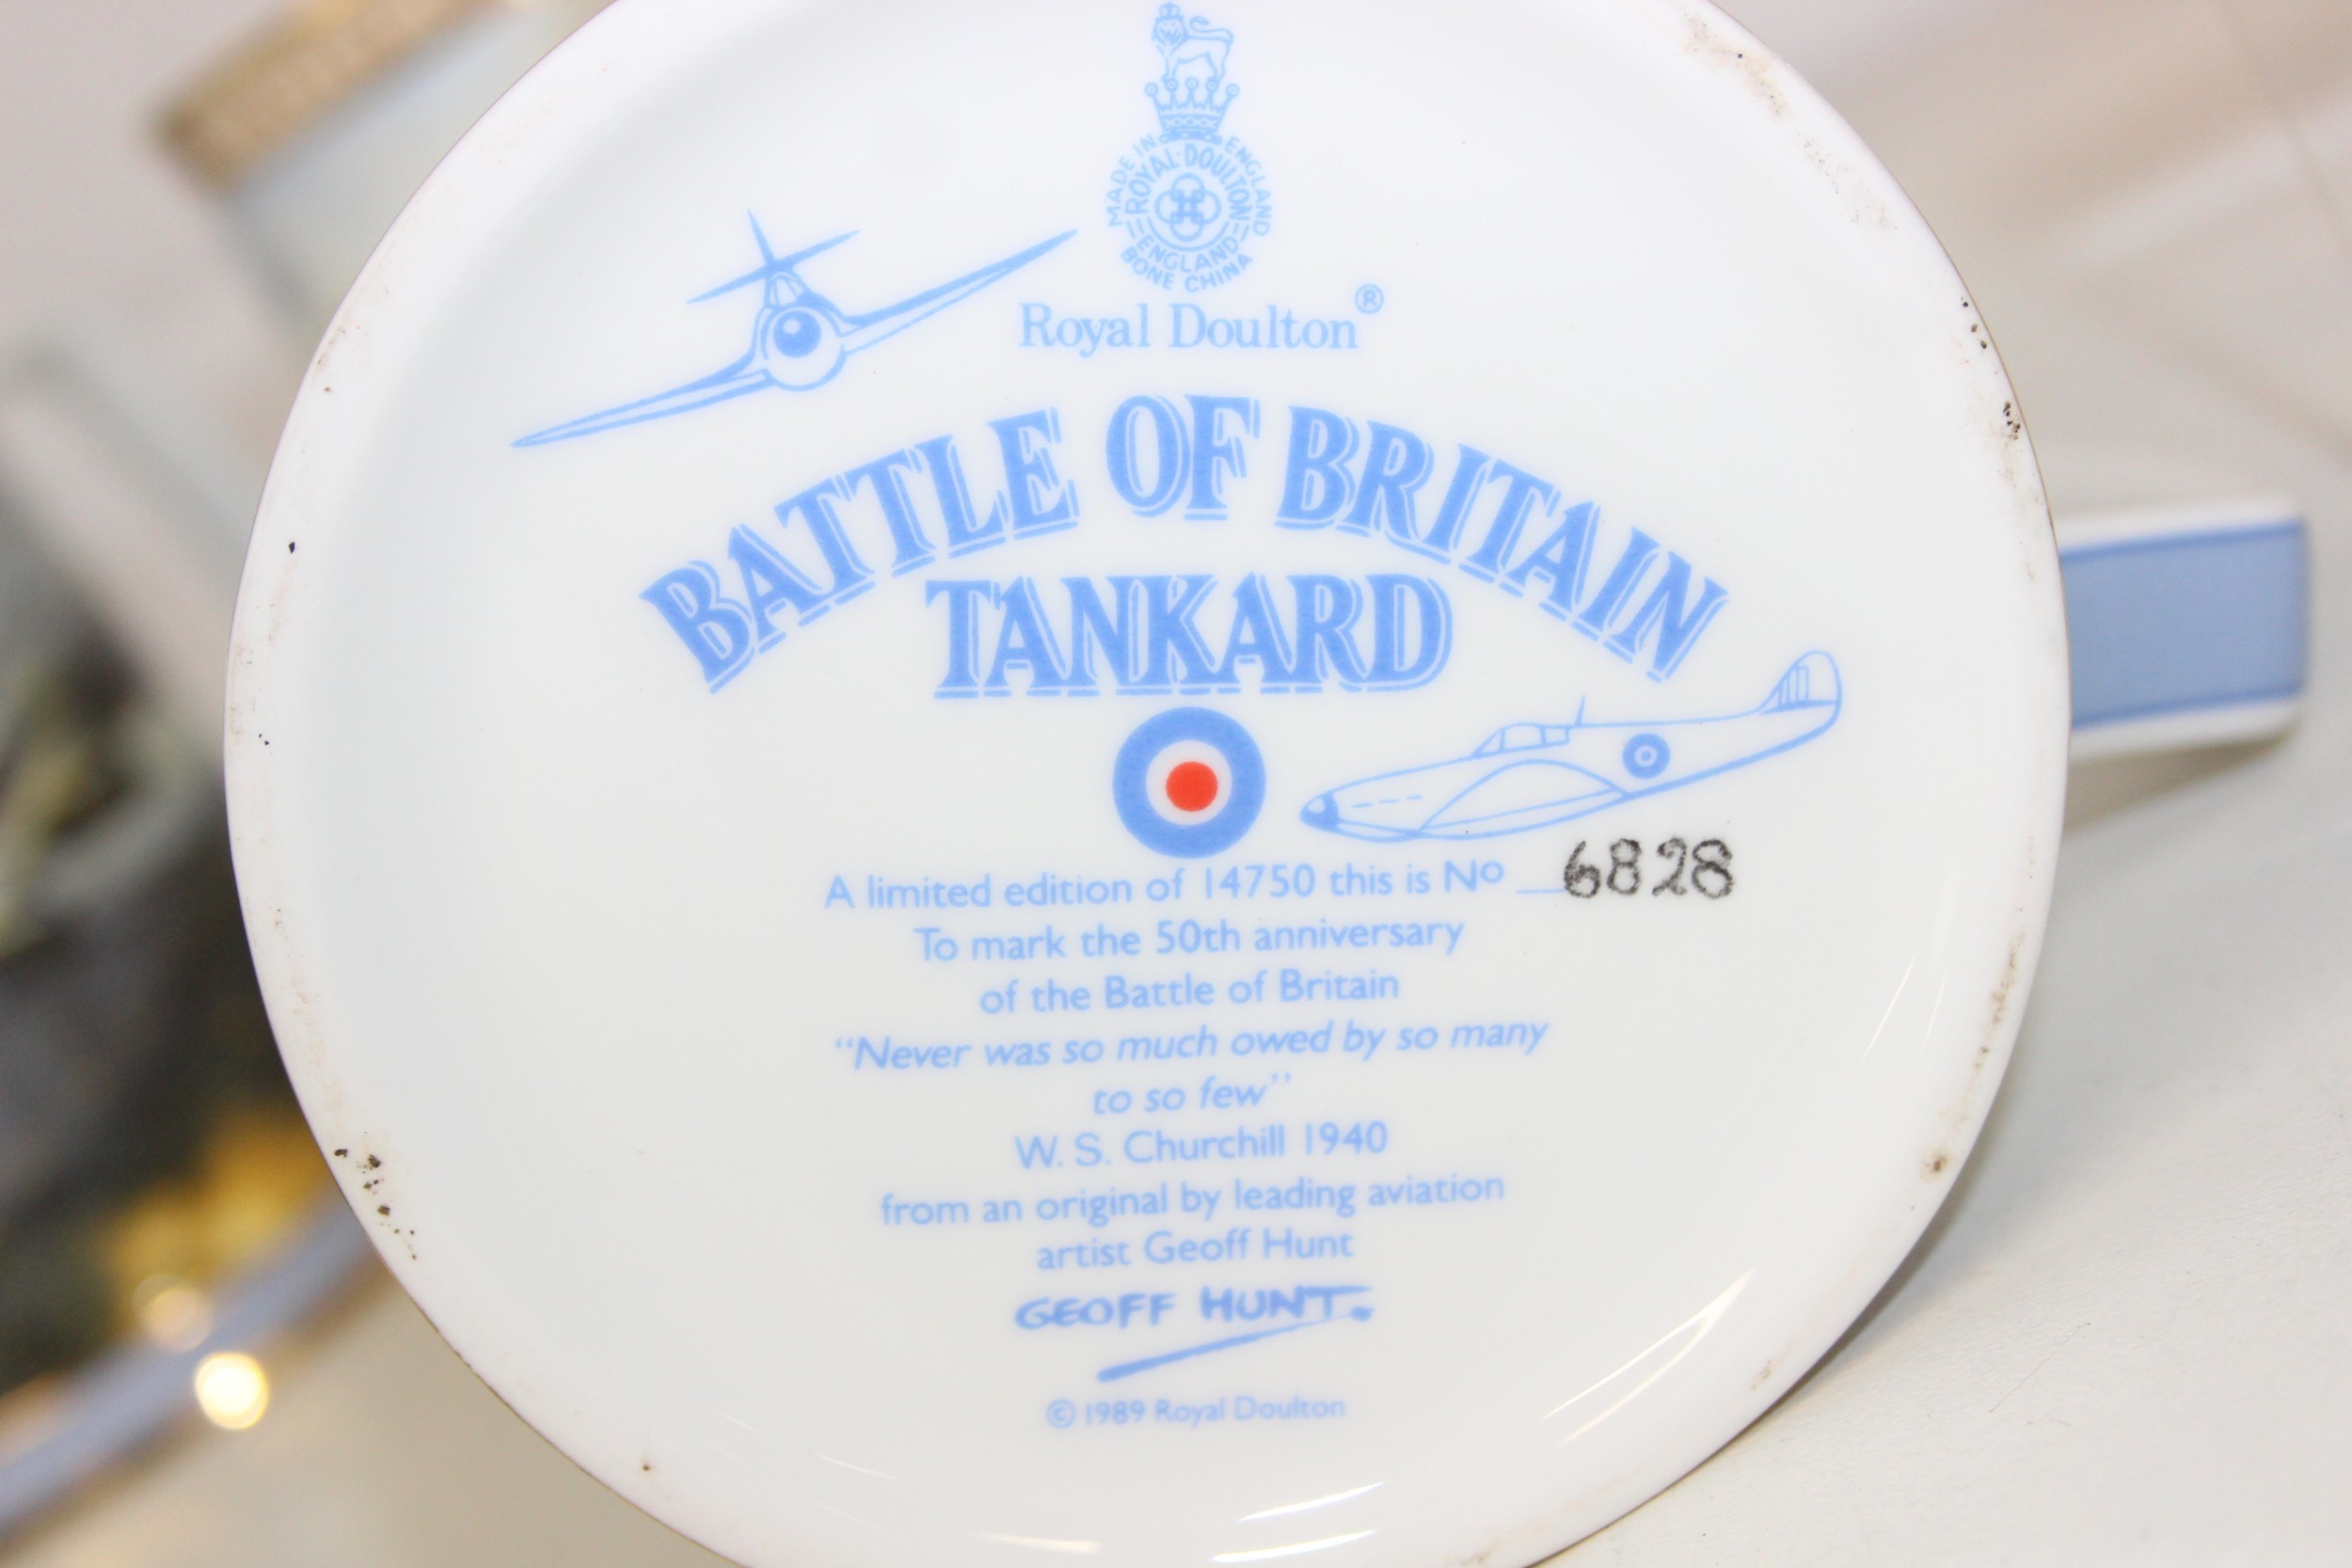 MADE IN ENGLAND
ROYAL·DOULTON
ENGLAND
BONE CHINA
Royal Doulton®
BATTLE OF BRITAIN
TANKARD
A limited edition of 14750 this is No _ 6828
To mark the 50th anniversary
of the Battle of Britain
“Never was so much owed by so many
to so few”
W. S. Churchill 1940
from an original by leading aviation
artist Geoff Hunt
GEOFF HUNT.
© 1989 Royal Doulton